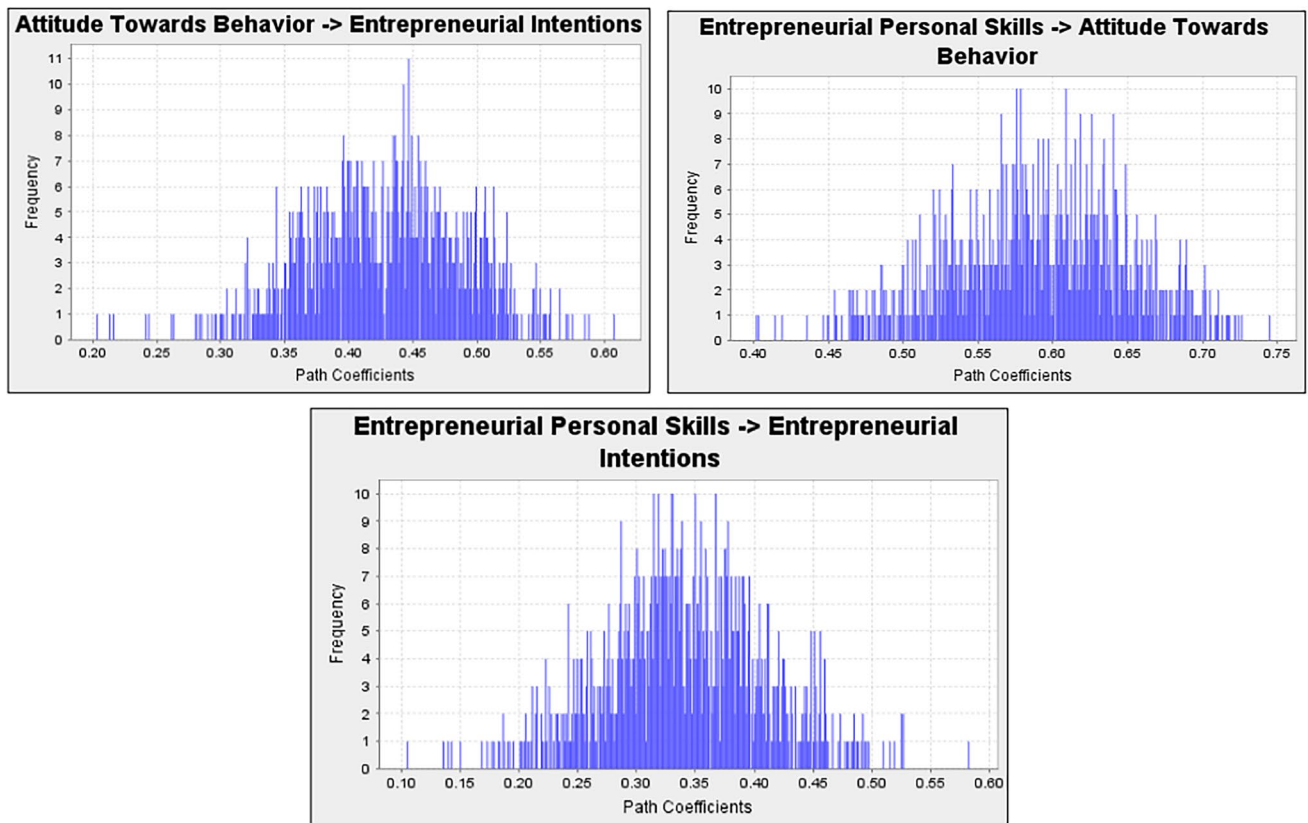 Attitude Towards Behavior -> Entrepreneurial Intentions
11
10
9
8
7
6
5
4
3
2
1
0
Frequency
0.20 0.25 0.30 0.35 0.40 0.45 0.50 0.55 0.60
Path Coefficients
Entrepreneurial Personal Skills -> Attitude Towards
Behavior
10
9
8
7
6
5
4
3
2
1
0
Frequency
0.40 0.45 0.50 0.55 0.60 0.65 0.70 0.75
Path Coefficients
Entrepreneurial Personal Skills -> Entrepreneurial
Intentions
10
9
8
7
6
5
4
3
2
1
0
Frequency
0.10 0.15 0.20 0.25 0.30 0.35 0.40 0.45 0.50 0.55 0.60
Path Coefficients